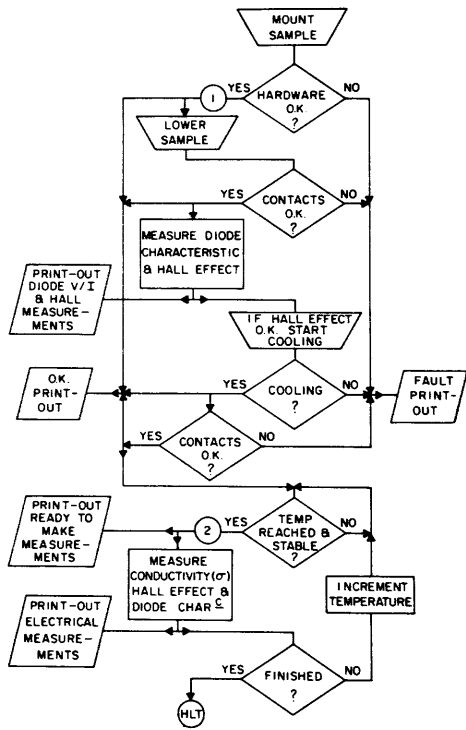 MOUNT
SAMPLE
1
YES
HARDWARE
O.K.
?
NO
LOWER
SAMPLE
YES
CONTACTS
O.K.
?
NO
MEASURE DIODE
CHARACTERISTIC
& HALL EFFECT
PRINT-OUT
DIODE V/I
& HALL
MEASURE-
MENTS
IF HALL EFFECT
O.K. START
COOLING
O.K.
PRINT-
OUT
YES
COOLING
?
NO
FAULT
PRINT-
OUT
YES
CONTACTS
O.K.
?
NO
PRINT-OUT
READY TO
MAKE
MEASURE-
MENTS
2
YES
TEMP
REACHED &
STABLE
?
NO
MEASURE
CONDUCTIVITY(σ)
HALL EFFECT &
DIODE CHARC
INCREMENT
TEMPERATURE
PRINT-OUT
ELECTRICAL
MEASURE-
MENTS
YES
FINISHED
?
NO
HLT